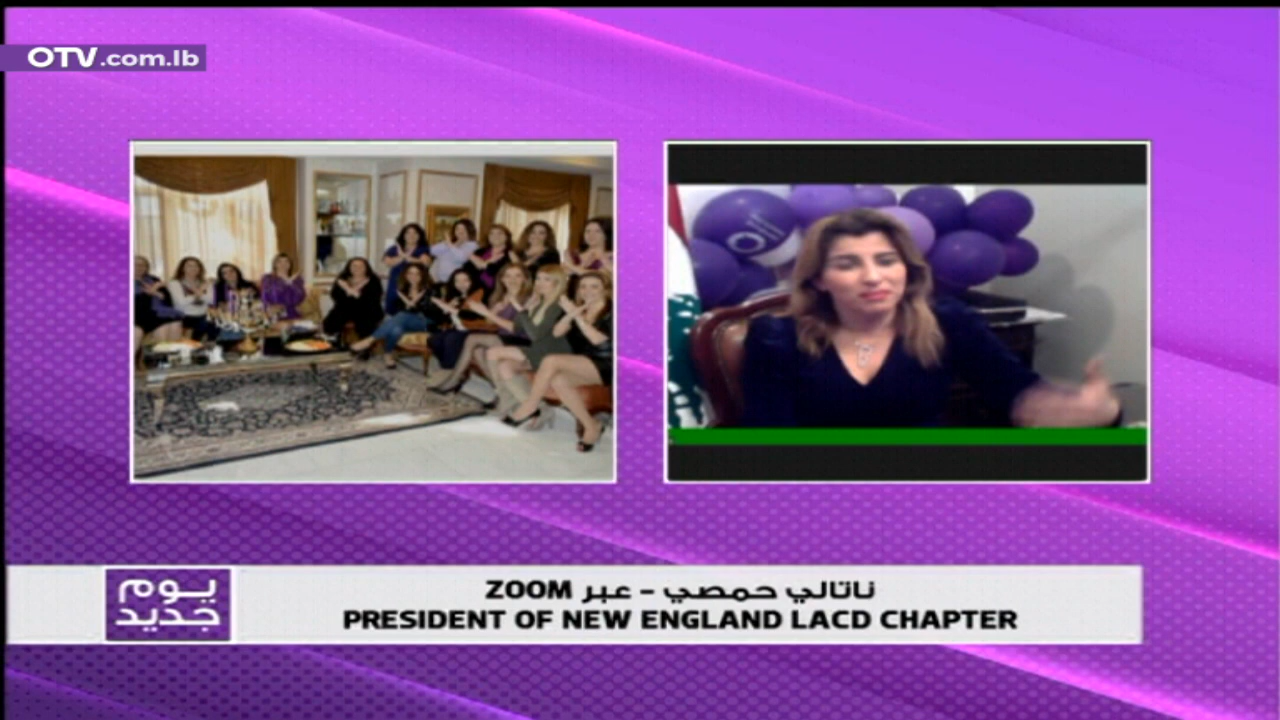 OTV.com.lb
يوم
جديد
ناتالي حمصي - عبر ZOOM
PRESIDENT OF NEW ENGLAND LACD CHAPTER